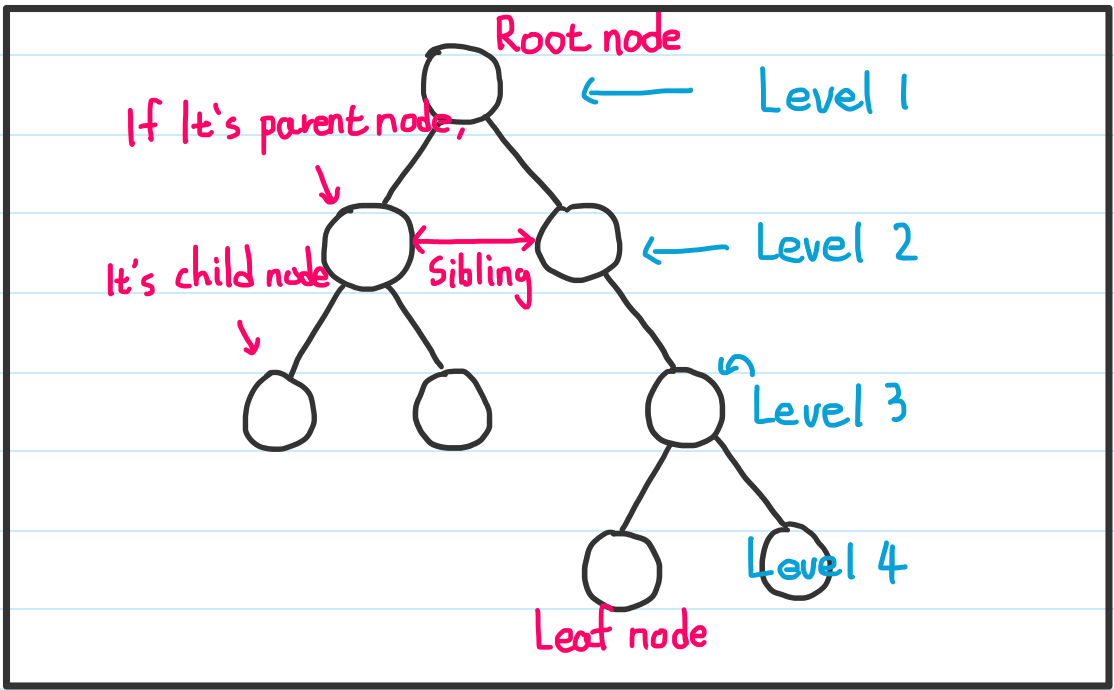 Root node
Level 1
If It's parent node,
Level 2
It's child node
Sibling
Level 3
Level 4
Leaf node